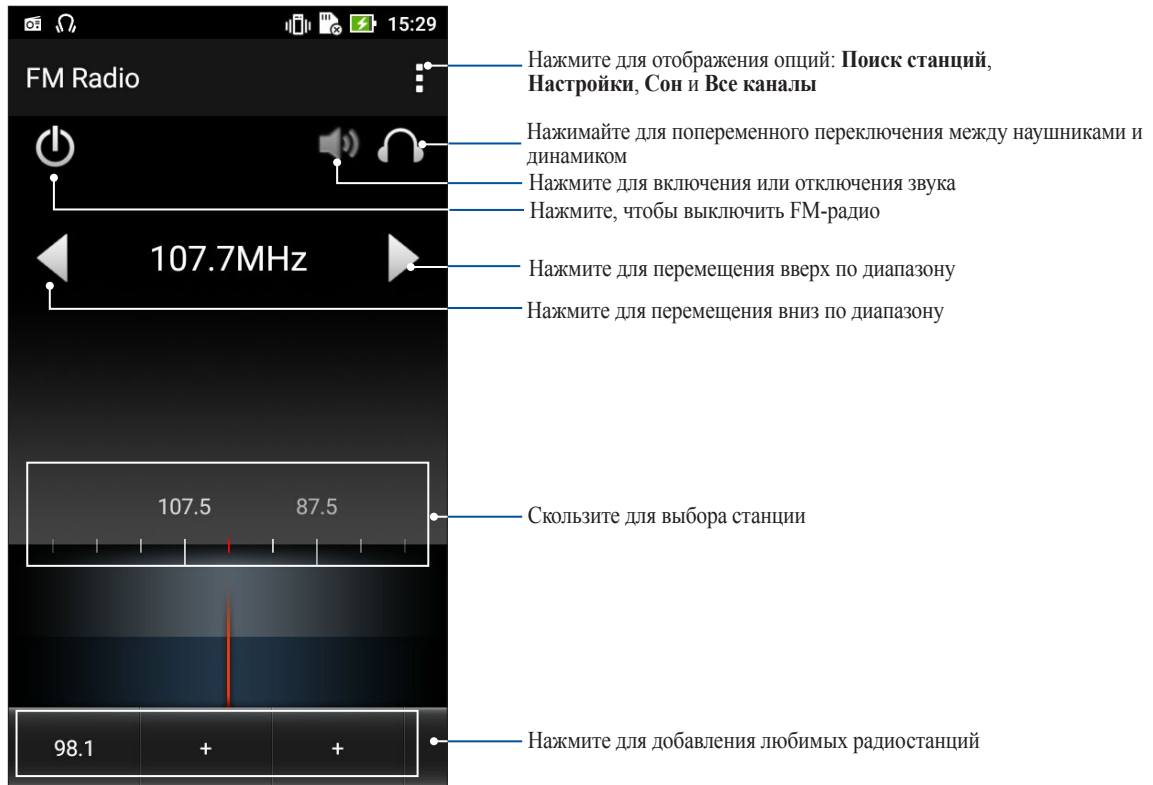 15:29
FM Radio
Нажмите для отображения опций: Поиск станций,
Настройки, Сон и Все каналы
Нажимайте для попеременного переключения между наушниками и
динамиком
Нажмите для включения или отключения звука
Нажмите, чтобы выключить FM-радио
107.7MHz
Нажмите для перемещения вверх по диапазону
Нажмите для перемещения вниз по диапазону
107.5 87.5
Скользите для выбора станции
98.1 + +
Нажмите для добавления любимых радиостанций